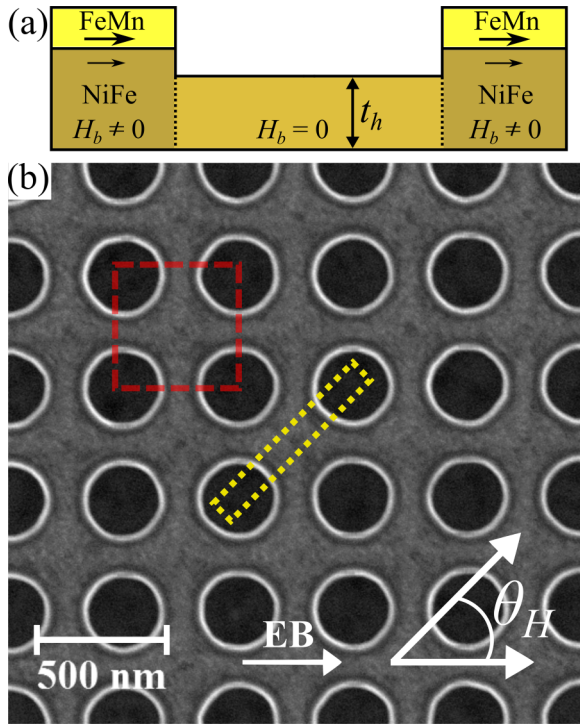 (a)
FeMn
FeMn
NiFe
NiFe
H_b ≠ 0
H_b = 0
t_h
H_b ≠ 0
(b)
500 nm
EB
θ_H